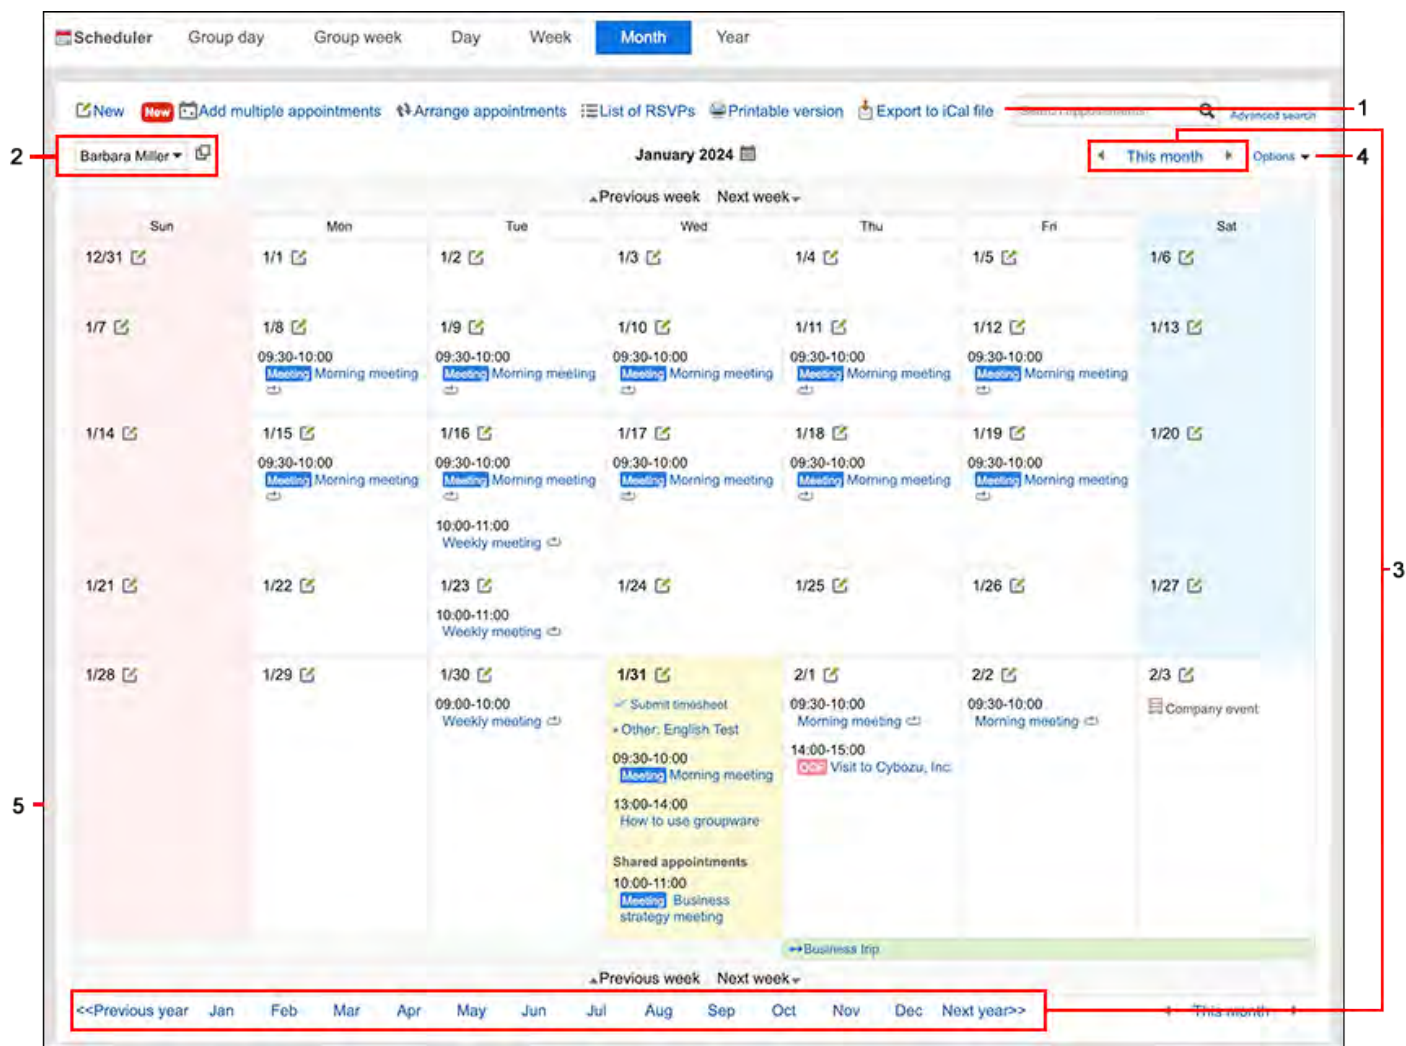 Scheduler Group day Group week Day Week Month Year
New New Add multiple appointments Arrange appointments List of RSVPs Printable version Export to iCal file Search appointments Advanced search 1
2 Barbara Miller January 2024 This month Options 4
Previous week Next week
Sun Mon Tue Wed Thu Fri Sat
12/31 1/1 1/2 1/3 1/4 1/5 1/6
1/7 1/8 1/9 1/10 1/11 1/12 1/13
09:30-10:00 09:30-10:00 09:30-10:00 09:30-10:00 09:30-10:00
Meeting Morning meeting Meeting Morning meeting Meeting Morning meeting Meeting Morning meeting Meeting Morning meeting
1/14 1/15 1/16 1/17 1/18 1/19 1/20
09:30-10:00 09:30-10:00 09:30-10:00 09:30-10:00 09:30-10:00
Meeting Morning meeting Meeting Morning meeting Meeting Morning meeting Meeting Morning meeting Meeting Morning meeting
10:00-11:00
Weekly meeting
3
1/21 1/22 1/23 1/24 1/25 1/26 1/27
10:00-11:00
Weekly meeting
1/28 1/29 1/30 1/31 2/1 2/2 2/3
09:00-10:00 Submit timesheet 09:30-10:00 09:30-10:00 Company event
Weekly meeting Other: English Test Morning meeting Morning meeting
09:30-10:00 14:00-15:00
Meeting Morning meeting OOF Visit to Cybozu, Inc.
5 13:00-14:00
How to use groupware
Shared appointments
10:00-11:00
Meeting Business
strategy meeting
Business trip
Previous week Next week
<<Previous year Jan Feb Mar Apr May Jun Jul Aug Sep Oct Nov Dec Next year>> This month